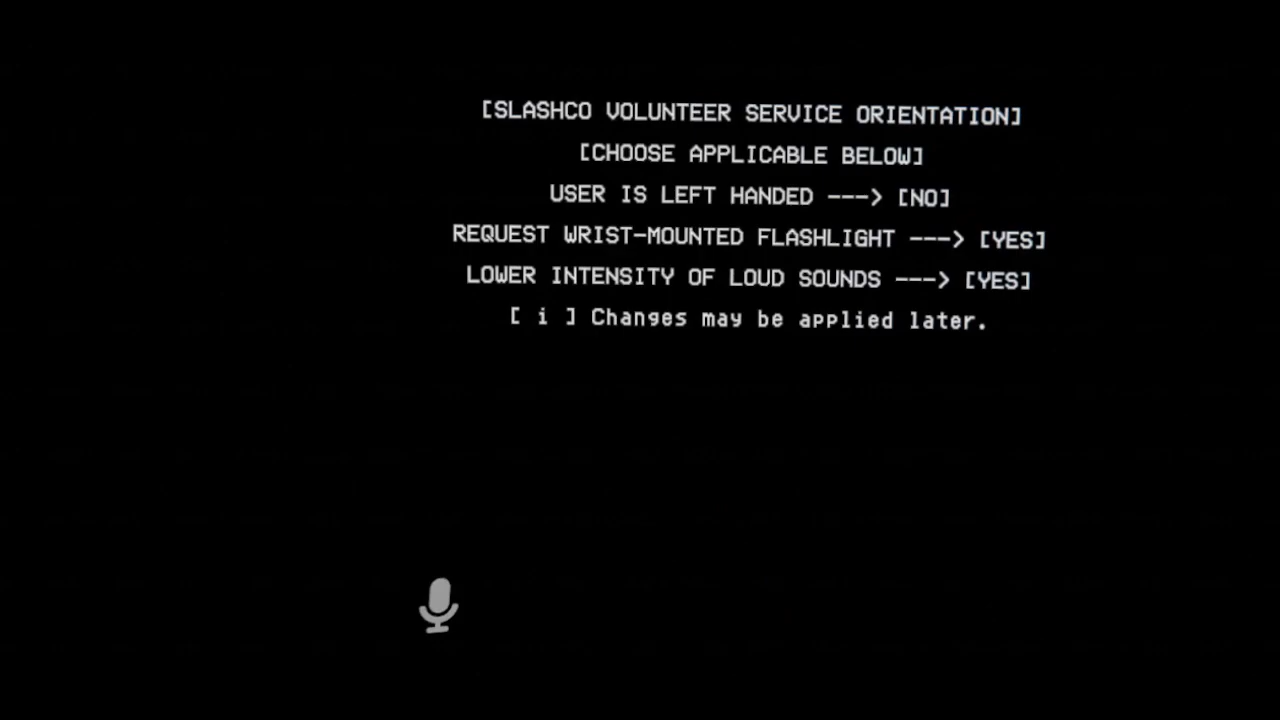 [SLASHCO VOLUNTEER SERVICE ORIENTATION]
[CHOOSE APPLICABLE BELOW]
USER IS LEFT HANDED ---> [NO]
REQUEST WRIST-MOUNTED FLASHLIGHT ---> [YES]
LOWER INTENSITY OF LOUD SOUNDS ---> [YES]
[ i ] Changes may be applied later.